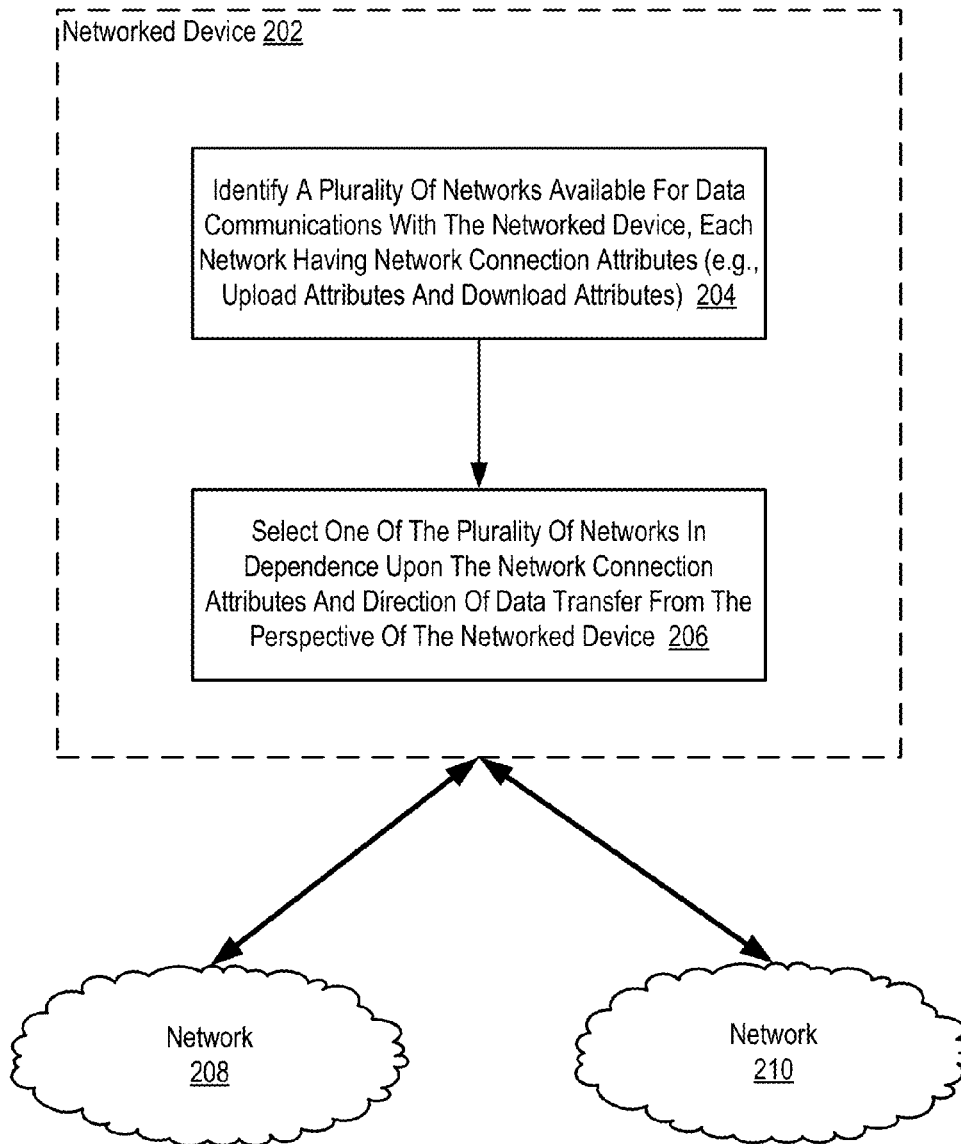 Networked Device 202
Identify A Plurality Of Networks Available For Data
Communications With The Networked Device, Each
Network Having Network Connection Attributes (e.g.,
Upload Attributes And Download Attributes) 204
Select One Of The Plurality Of Networks In
Dependence Upon The Network Connection
Attributes And Direction Of Data Transfer From The
Perspective Of The Networked Device 206
Network
208
Network
210